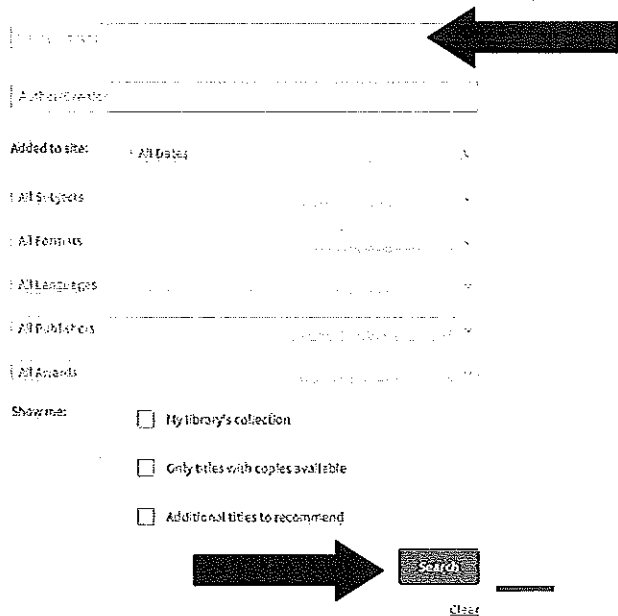 Author/Creator
Added to site:
All Dates
All Subjects
All Formats
All Languages
All Publishers
All Awards
Show me:
My library's collection
Only titles with copies available
Additional titles to recommend
Search
Clear